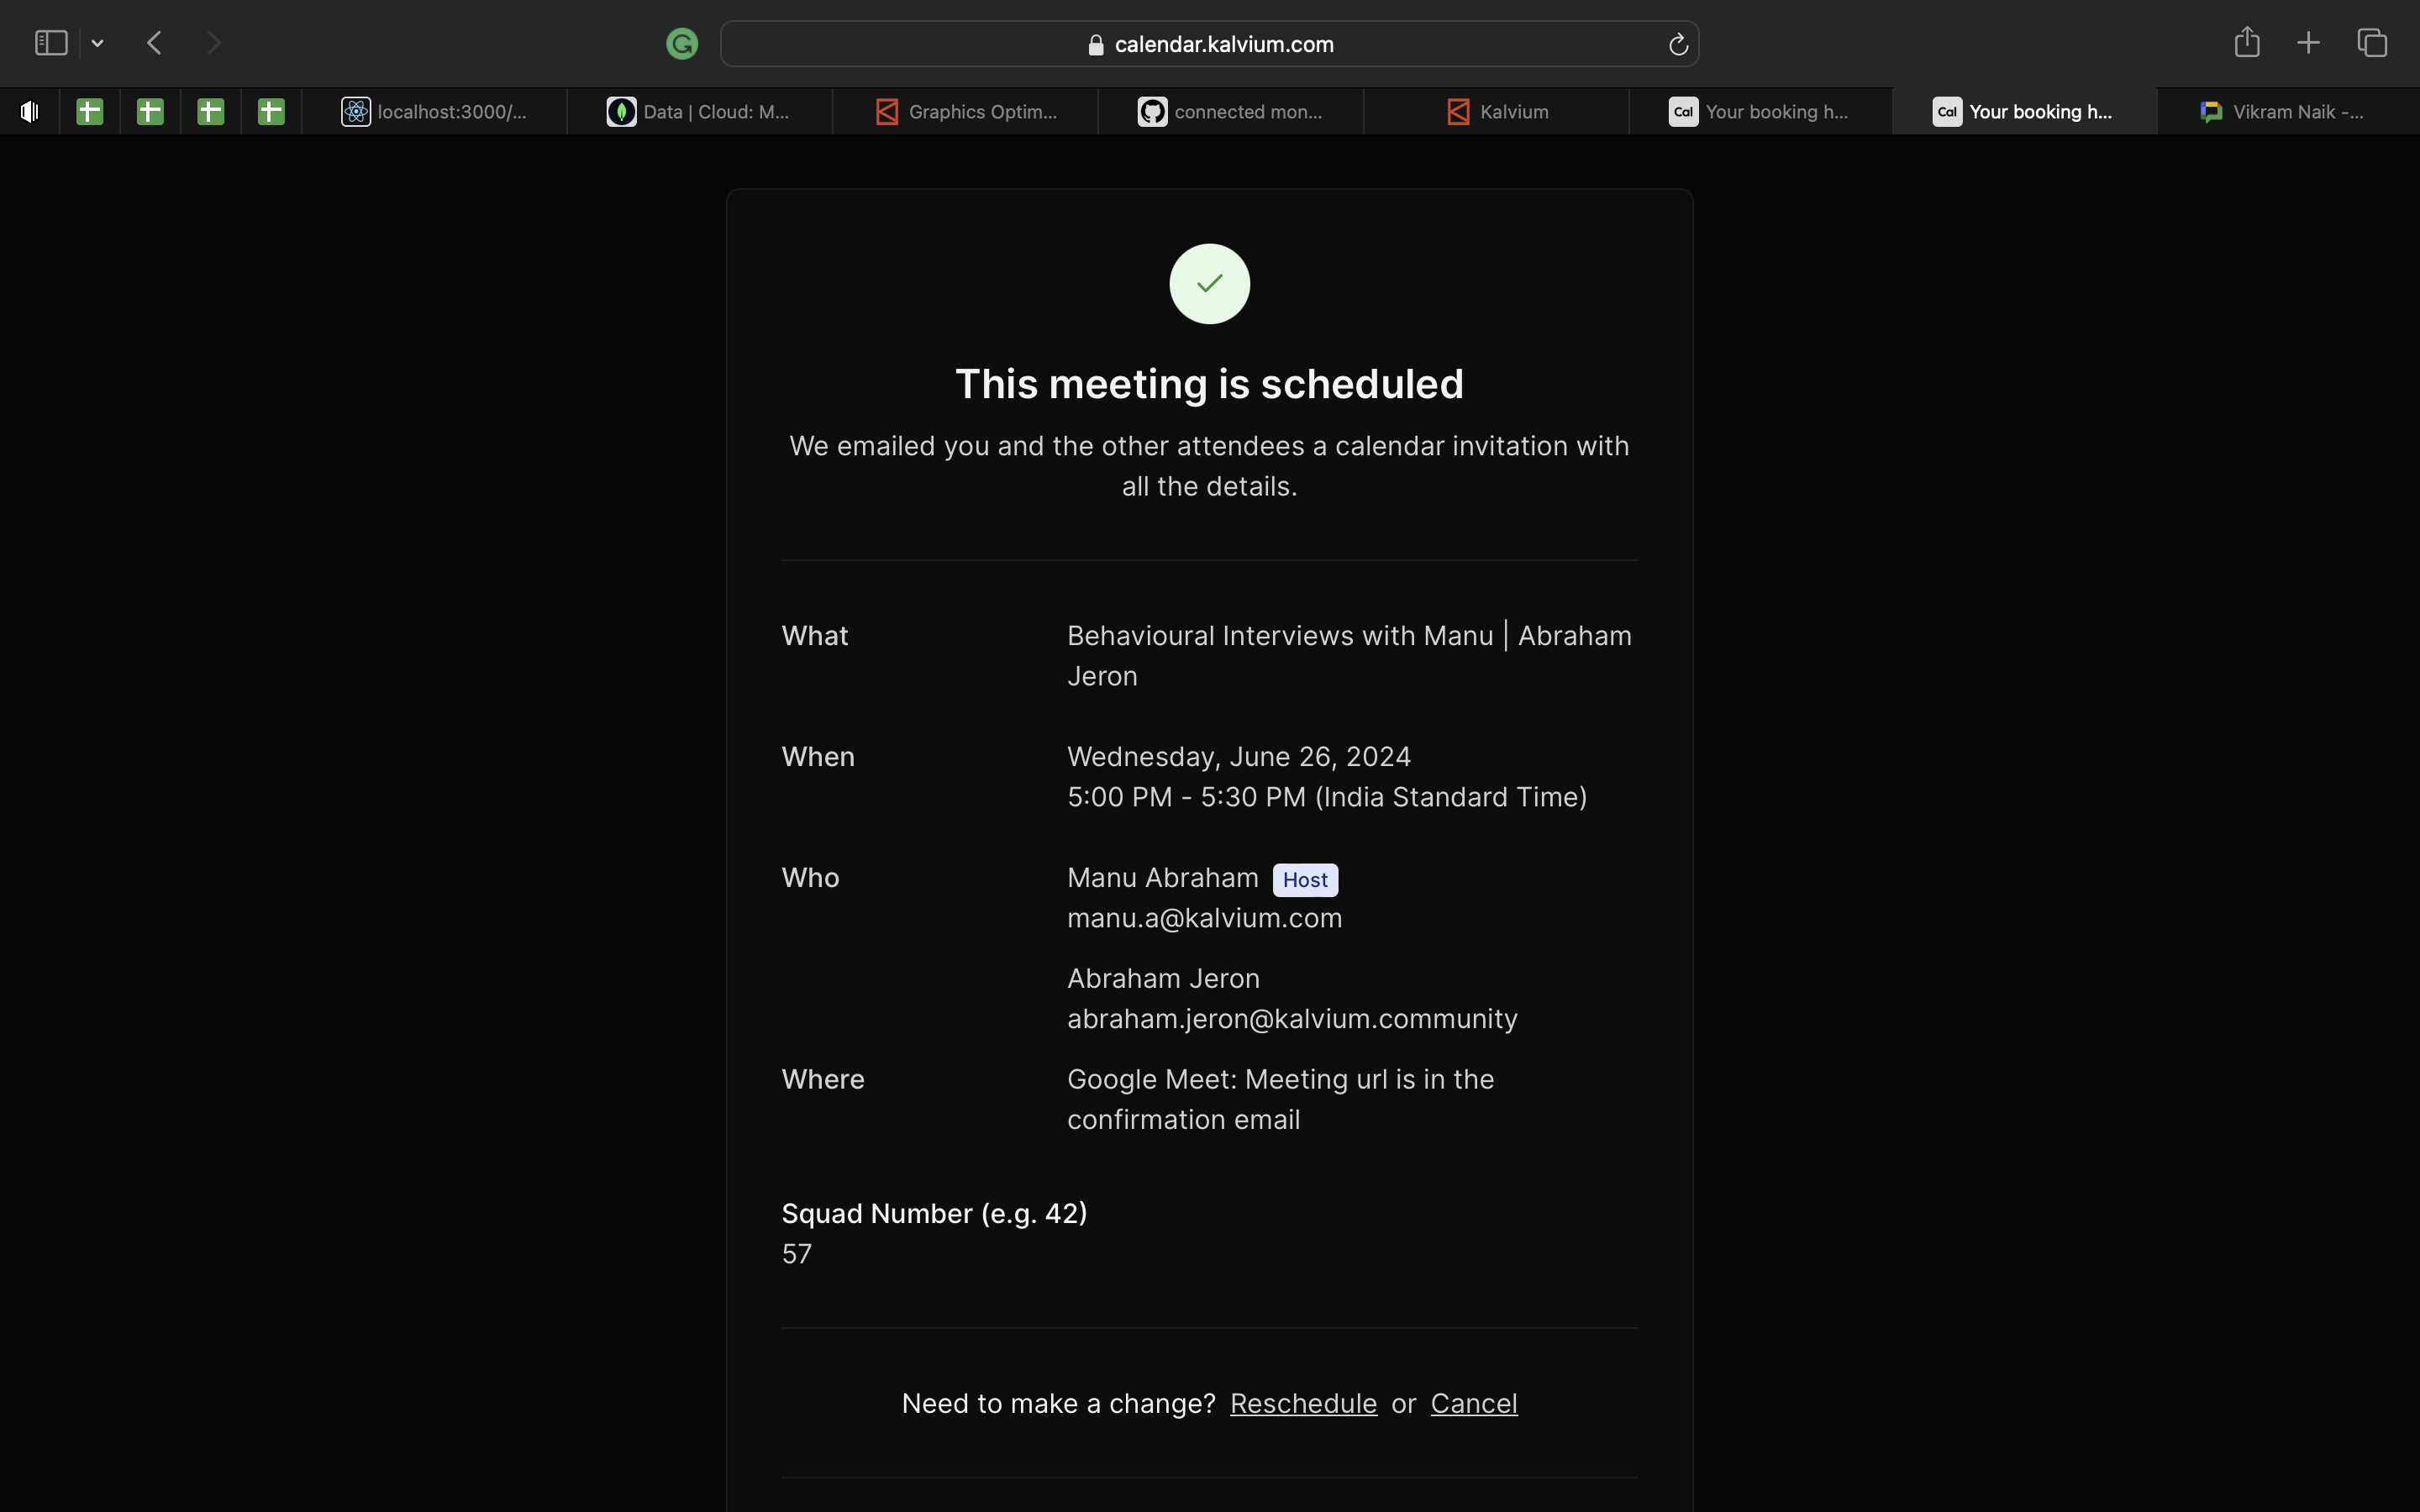 calendar.kalvium.com
localhost:3000/...
Data | Cloud: M...
Graphics Optim...
connected mon...
Kalvium
Cal Your booking h...
Cal Your booking h...
Vikram Naik -...
This meeting is scheduled
We emailed you and the other attendees a calendar invitation with
all the details.
What
Behavioural Interviews with Manu | Abraham
Jeron
When
Wednesday, June 26, 2024
5:00 PM - 5:30 PM (India Standard Time)
Who
Manu Abraham Host
manu.a@kalvium.com
Abraham Jeron
abraham.jeron@kalvium.community
Where
Google Meet: Meeting url is in the
confirmation email
Squad Number (e.g. 42)
57
Need to make a change? Reschedule or Cancel